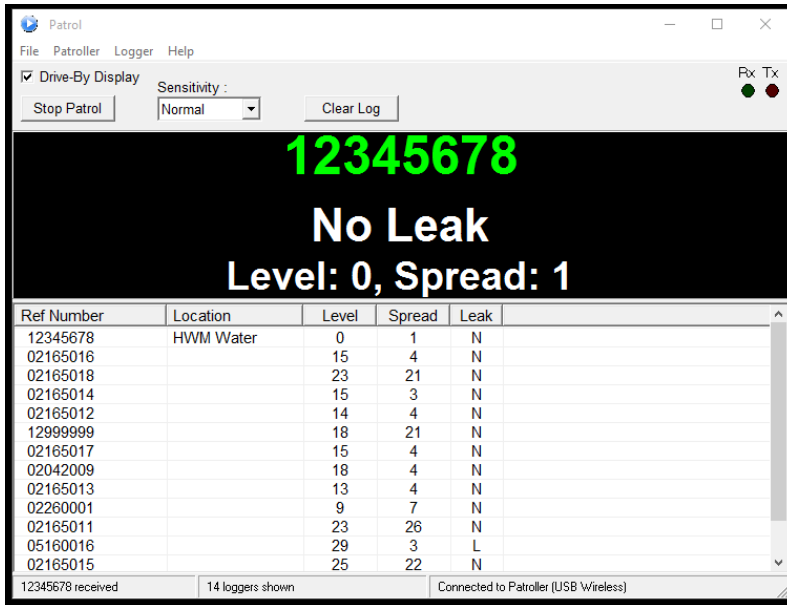 Patrol
File Patroller Logger Help
Drive-By Display
Sensitivity :
Rx Tx
Stop Patrol Normal Clear Log
12345678
No Leak
Level: 0, Spread: 1
Ref Number Location Level Spread Leak
12345678 HWM Water 0 1 N
02165016 15 4 N
02165018 23 21 N
02165014 15 3 N
02165012 14 4 N
12999999 18 21 N
02165017 15 4 N
02042009 18 4 N
02165013 13 4 N
02260001 9 7 N
02165011 23 26 N
05160016 29 3 L
02165015 25 22 N
12345678 received 14 loggers shown Connected to Patroller (USB Wireless)